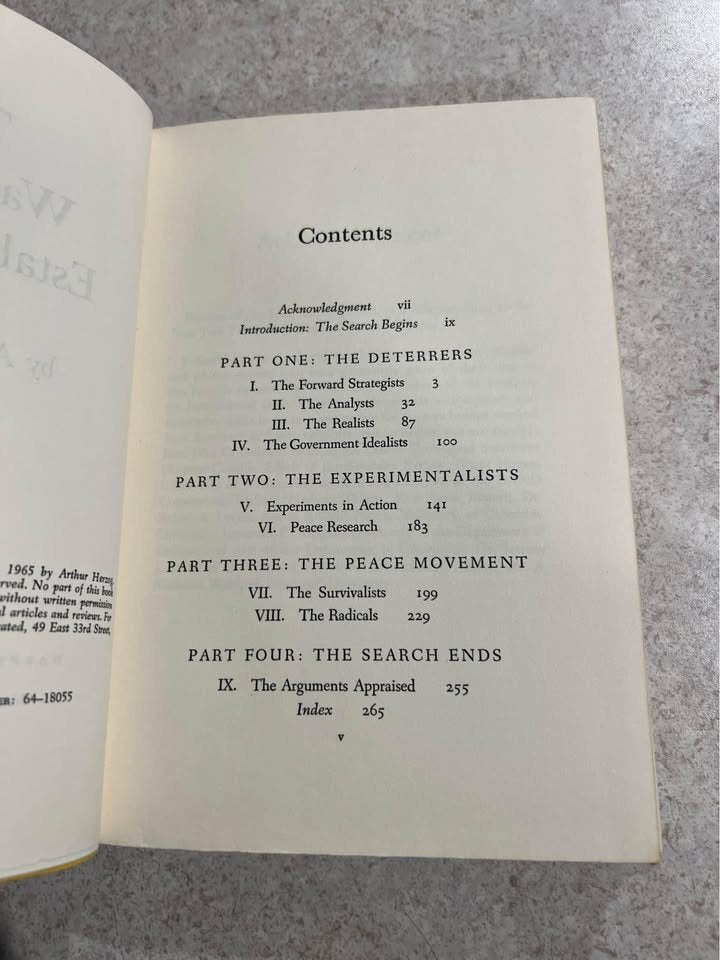 1965 by Arthur Herzog
rved. No part of this book
without written permission
l articles and reviews. For
ated, 49 East 33rd Street,
ER: 64–18055
Contents
Acknowledgment vii
Introduction: The Search Begins ix
PART ONE: THE DETERRERS
I. The Forward Strategists 3
II. The Analysts 32
III. The Realists 87
IV. The Government Idealists 100
PART TWO: THE EXPERIMENTALISTS
V. Experiments in Action 141
VI. Peace Research 183
PART THREE: THE PEACE MOVEMENT
VII. The Survivalists 199
VIII. The Radicals 229
PART FOUR: THE SEARCH ENDS
IX. The Arguments Appraised 255
Index 265
v